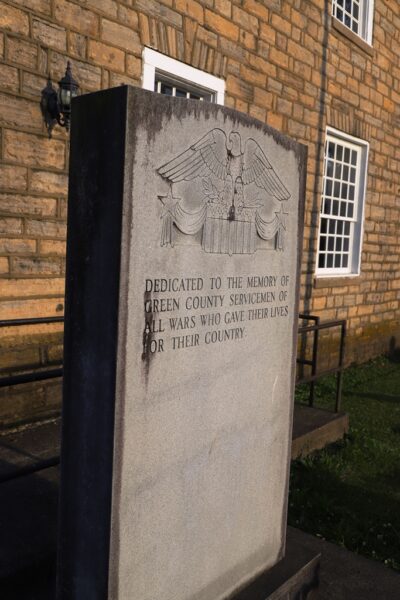 DEDICATED TO THE MEMORY OF
GREEN COUNTY SERVICEMEN OF
ALL WARS WHO GAVE THEIR LIVES
FOR THEIR COUNTRY.